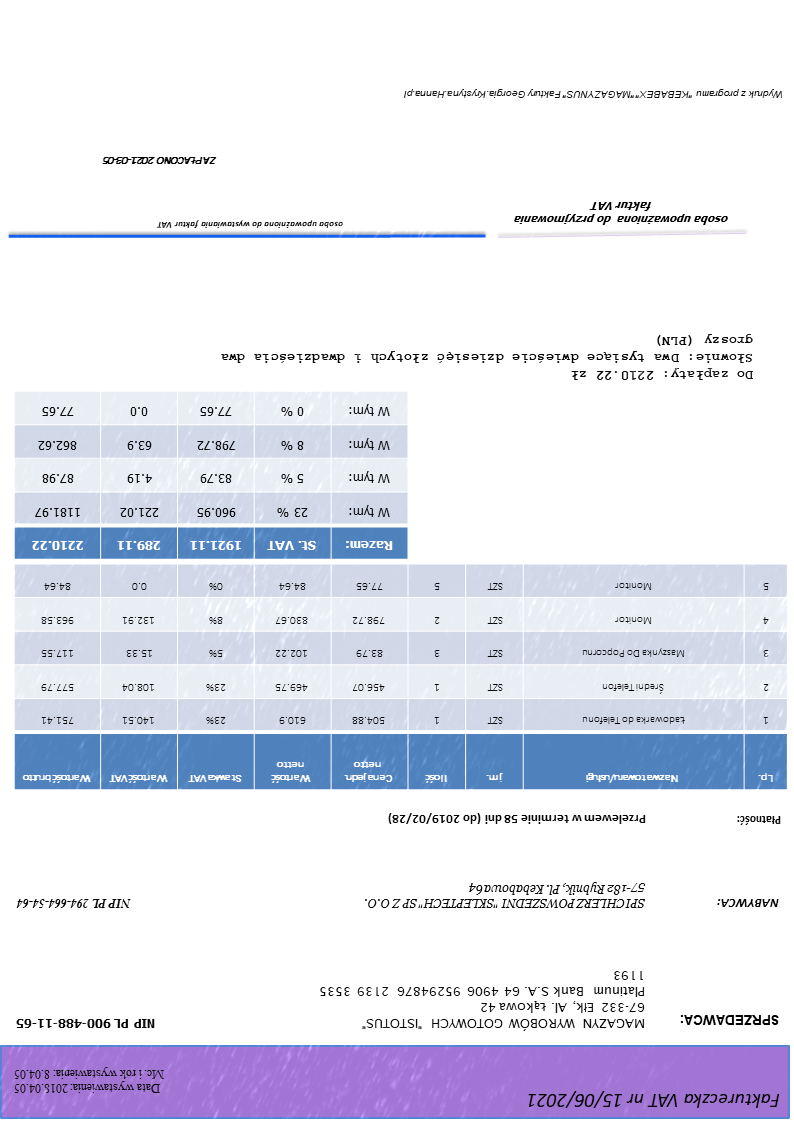 Faktureczka VAT nr 15/06/2021
Data wystawienia: 2018.04.05
Mc. i rok wystawienia: 8.04.05
SPRZEDAWCA: MAGAZYN WYROBÓW GOTOWYCH "ISTOTUS" NIP PL 900-488-11-65
67-332 Ełk, Al. Łąkowa 42
Platinum Bank S.A. 64 4906 95294876 2139 3535
1193
NABYWCA: SPICHLERZ POWSZEDNI "SKLEPTECH" SP Z O.O. NIP PL 294-664-54-64
57-182 Rybnik, Pl. Kebabowa 64
Płatność: Przelewem w terminie 58 dni (do 2019/02/28)
Lp. Nazwa towaru/usługi jm. Ilość Cena jedn. netto Wartość netto Stawka VAT Wartość VAT Wartość brutto
1. Ładowarka do Telefonu SZT 1 504.88 610.9 23% 140.51 751.41
2 Średni Telefon SZT 1 456.07 469.75 23% 108.04 577.79
3 Maszynka Do Popcornu SZT 3 83.79 102.22 5% 15.33 117.55
4 Monitor SZT 2 798.72 830.67 8% 132.91 963.58
5 Monitor SZT 5 77.65 84.64 0% 0.0 84.64
Razem: St. VAT 1921.11 289.11 2210.22
W tym: 23 % 960.95 221.02 1181.97
W tym: 5 % 83.79 4.19 87.98
W tym: 8 % 798.72 63.9 862.62
W tym: 0 % 77.65 0.0 77.65
Do zapłaty: 2210.22 zł
Słownie: Dwa tysiące dwieście dziesięć złotych i dwadzieścia dwa
groszy (PLN)
osoba upoważniona do przyjmowania
faktur VAT
osoba upoważniona do wystawiania faktur VAT
ZAPŁACONO 2021-03-05
Wydruk z programu "KEBABEX""MAGAZYNUS" Faktury Georgia.Krystyna.Hanna.pl